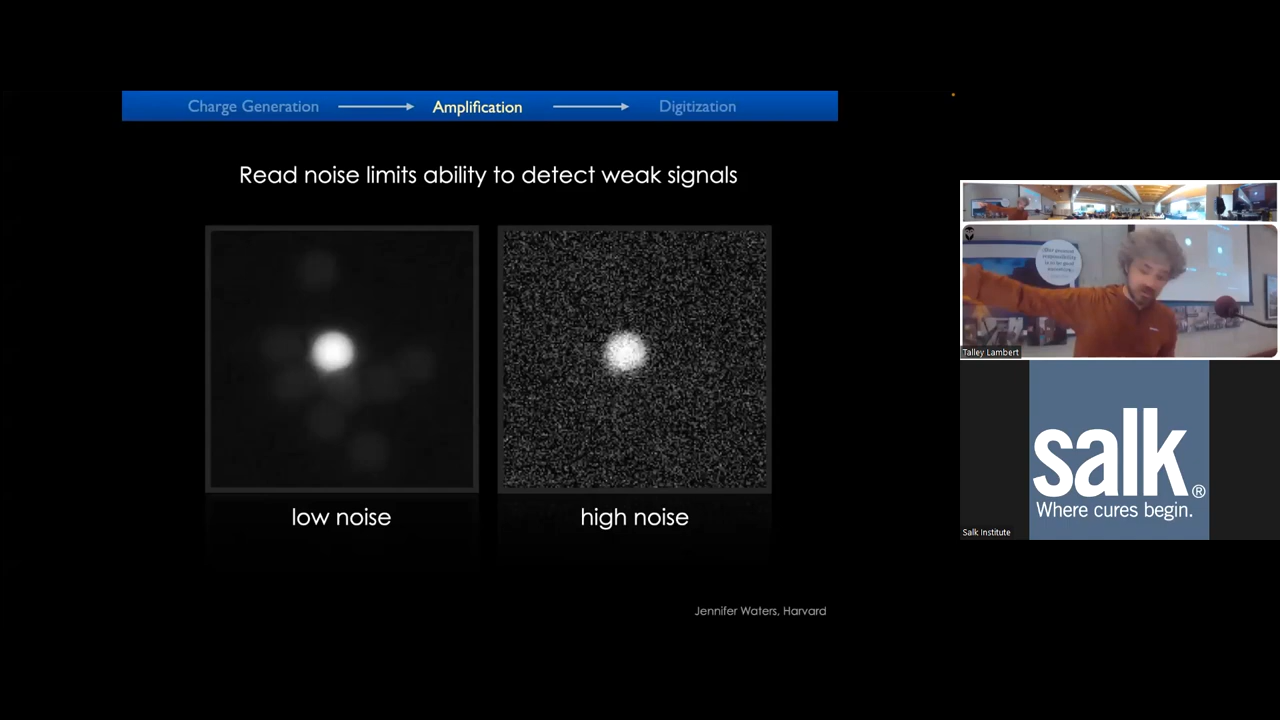 Charge Generation
Amplification
Digitization
Read noise limits ability to detect weak signals
low noise
high noise
Jennifer Waters, Harvard
Talley Lambert
salk®
Where cures begin.
Salk Institute